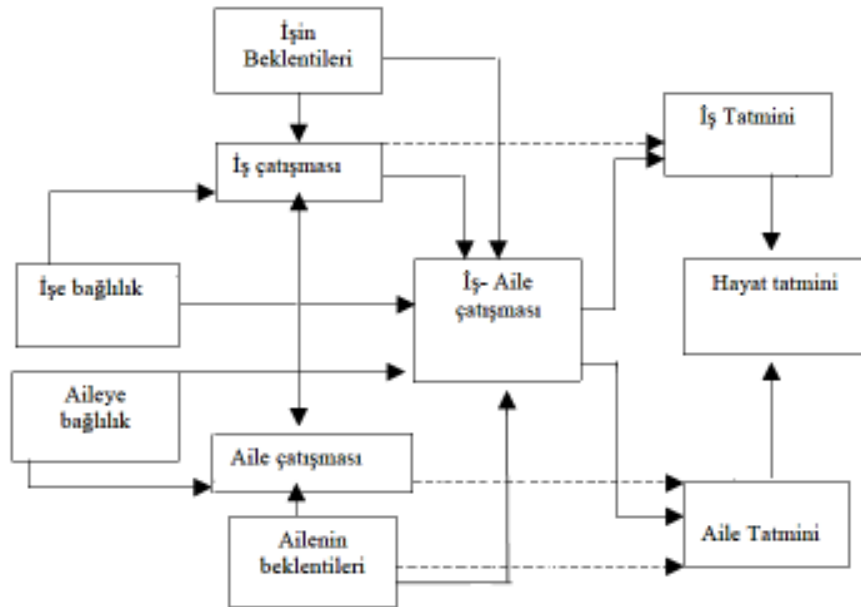 İşin
Beklentileri
İş Tatmini
İş çatışması
İşe bağlılık
İş- Aile
çatışması
Hayat tatmini
Aileye
bağlılık
Aile çatışması
Ailenin
beklentileri
Aile Tatmini